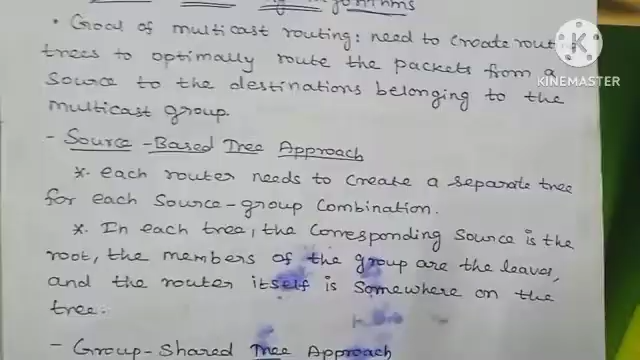 Algorithms
• Goal of multicast routing: need to create routing
trees to optimally route the packets from a
source to the destinations belonging to the
multicast group.
- Source-Based Tree Approach
*. each router needs to create a separate tree
for each Source-group Combination.
*. In each tree, the corresponding source is the
root, the members of the group are the leaves,
and the router itself is somewhere on the
tree.
- Group-Shared Tree Approach
K
KINEMASTER